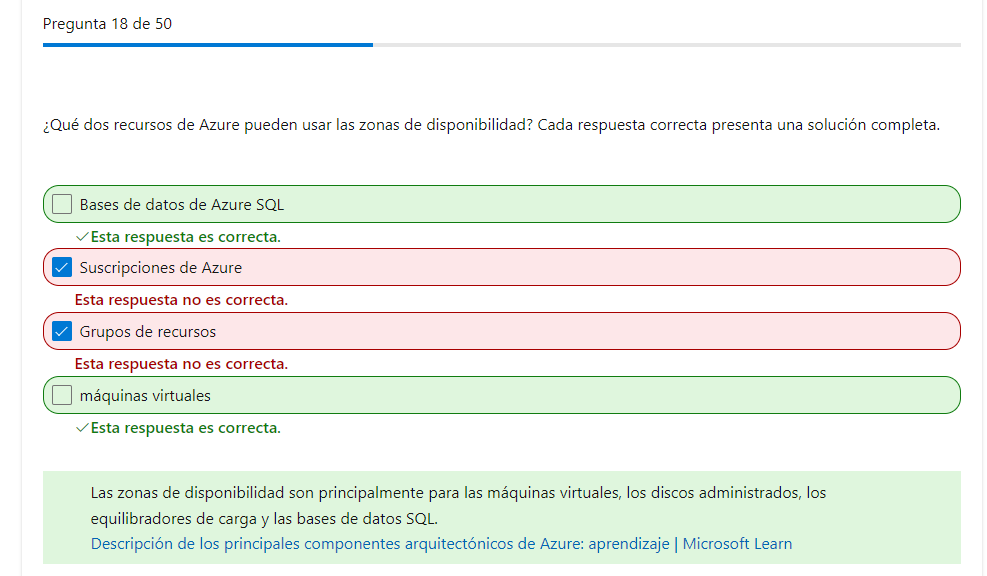 Pregunta 18 de 50
¿Qué dos recursos de Azure pueden usar las zonas de disponibilidad? Cada respuesta correcta presenta una solución completa.
Bases de datos de Azure SQL
Esta respuesta es correcta.
Suscripciones de Azure
Esta respuesta no es correcta.
Grupos de recursos
Esta respuesta no es correcta.
máquinas virtuales
Esta respuesta es correcta.
Las zonas de disponibilidad son principalmente para las máquinas virtuales, los discos administrados, los
equilibradores de carga y las bases de datos SQL.
Descripción de los principales componentes arquitectónicos de Azure: aprendizaje | Microsoft Learn